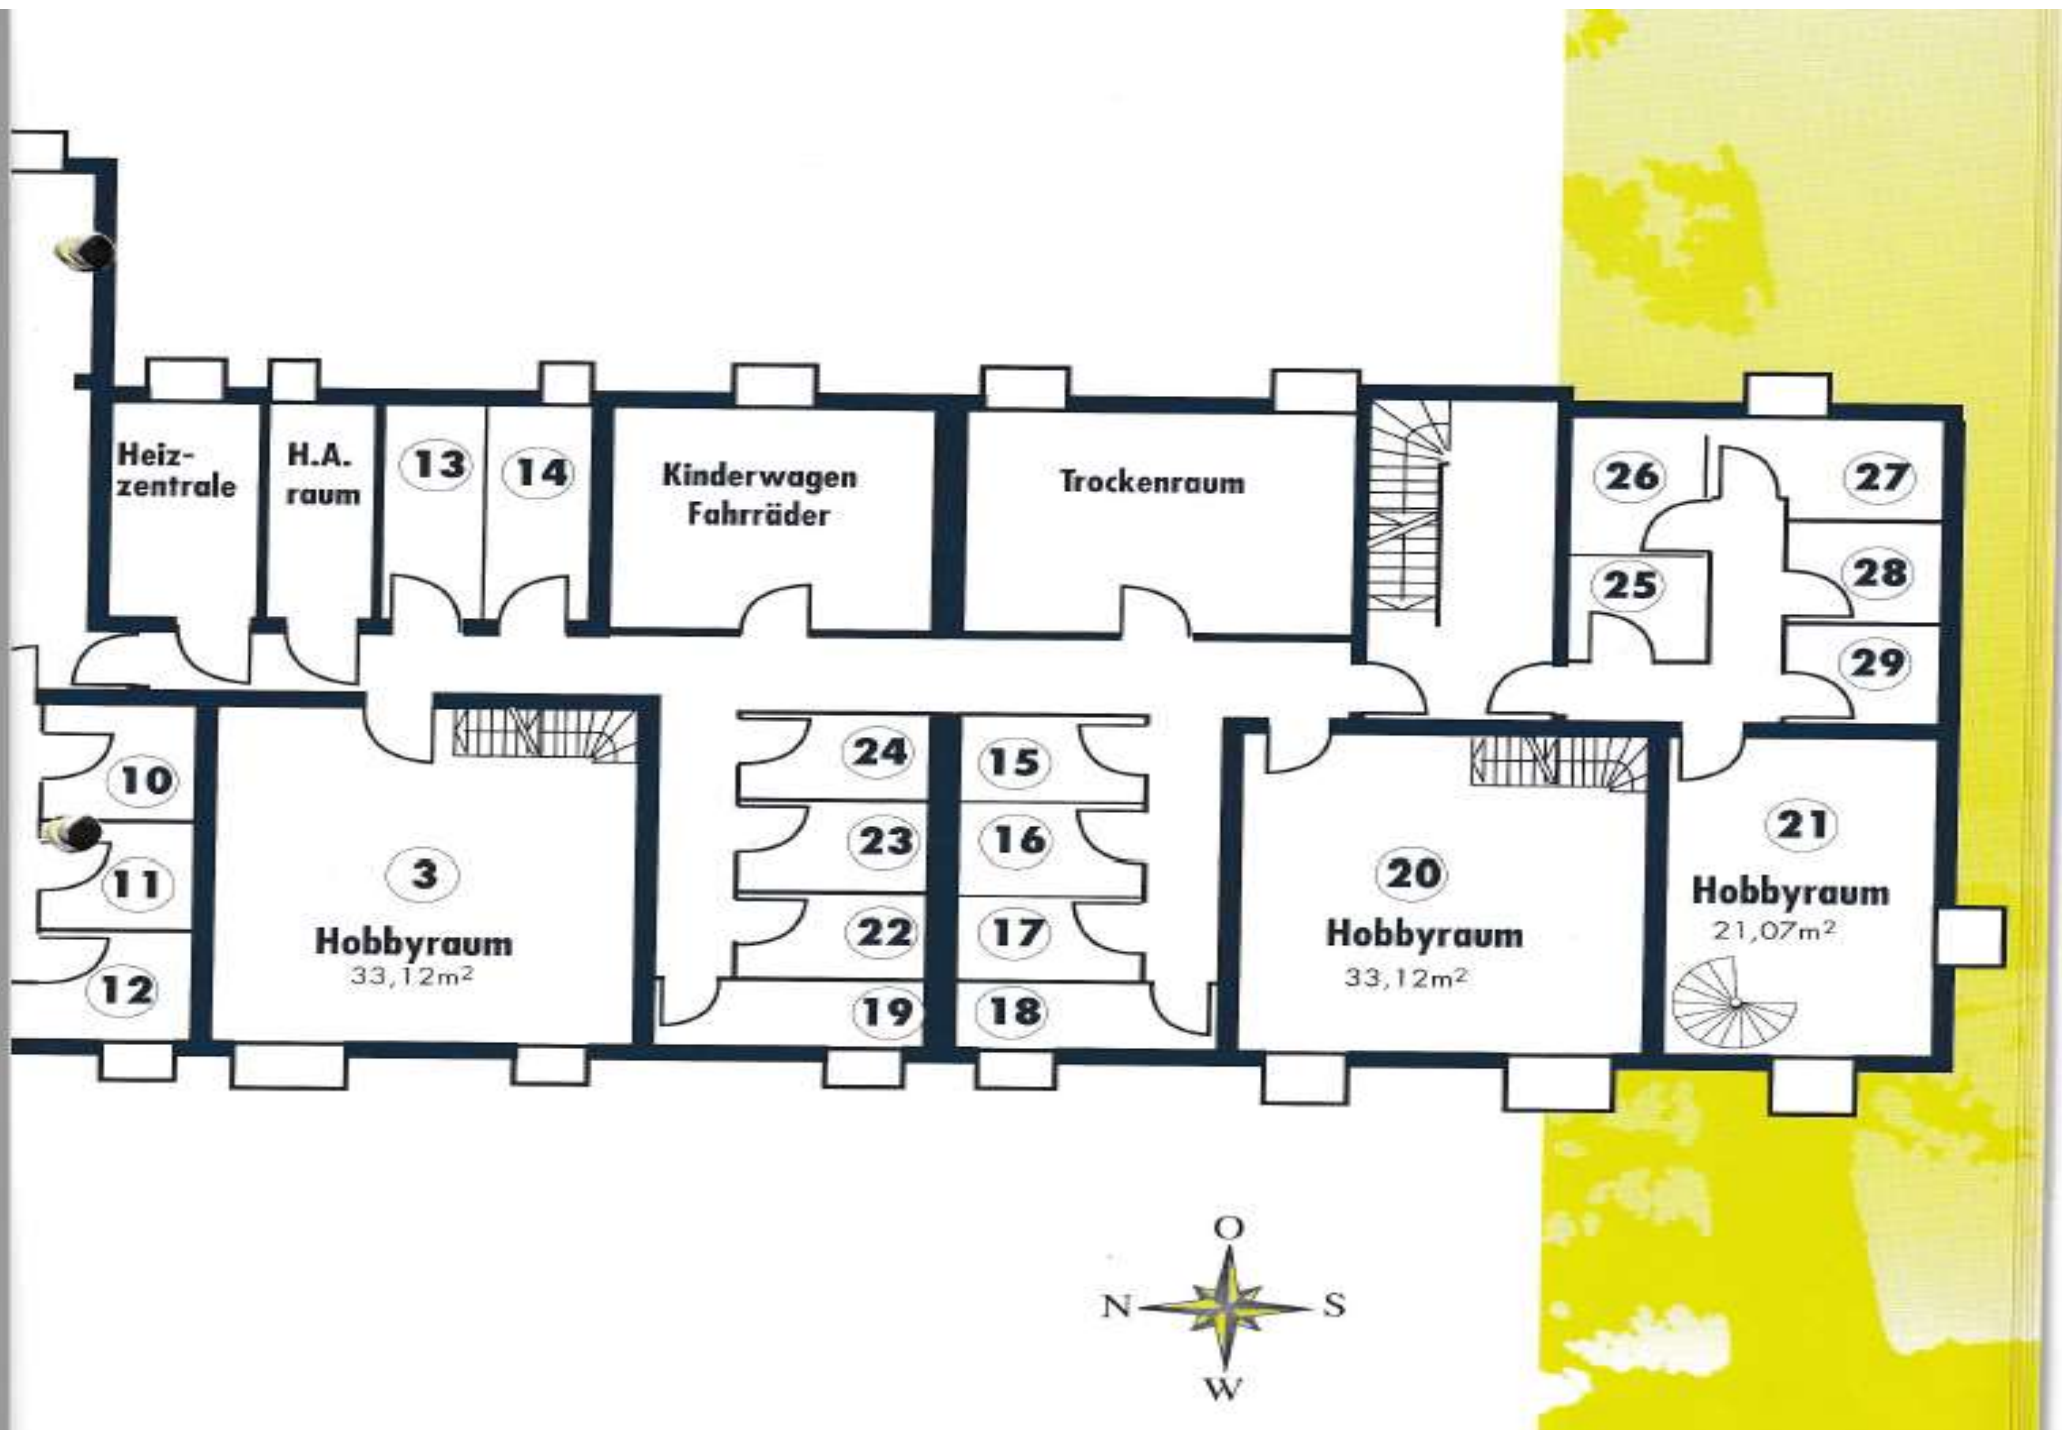 Heiz-
zentrale
H.A.
raum
13
14
Kinderwagen
Fahrräder
Trockenraum
26
27
25
28
29
10
11
12
3
Hobbyraum
33,12m²
24
23
22
19
15
16
17
18
20
Hobbyraum
33,12m²
21
Hobbyraum
21,07m²
O
N
S
W